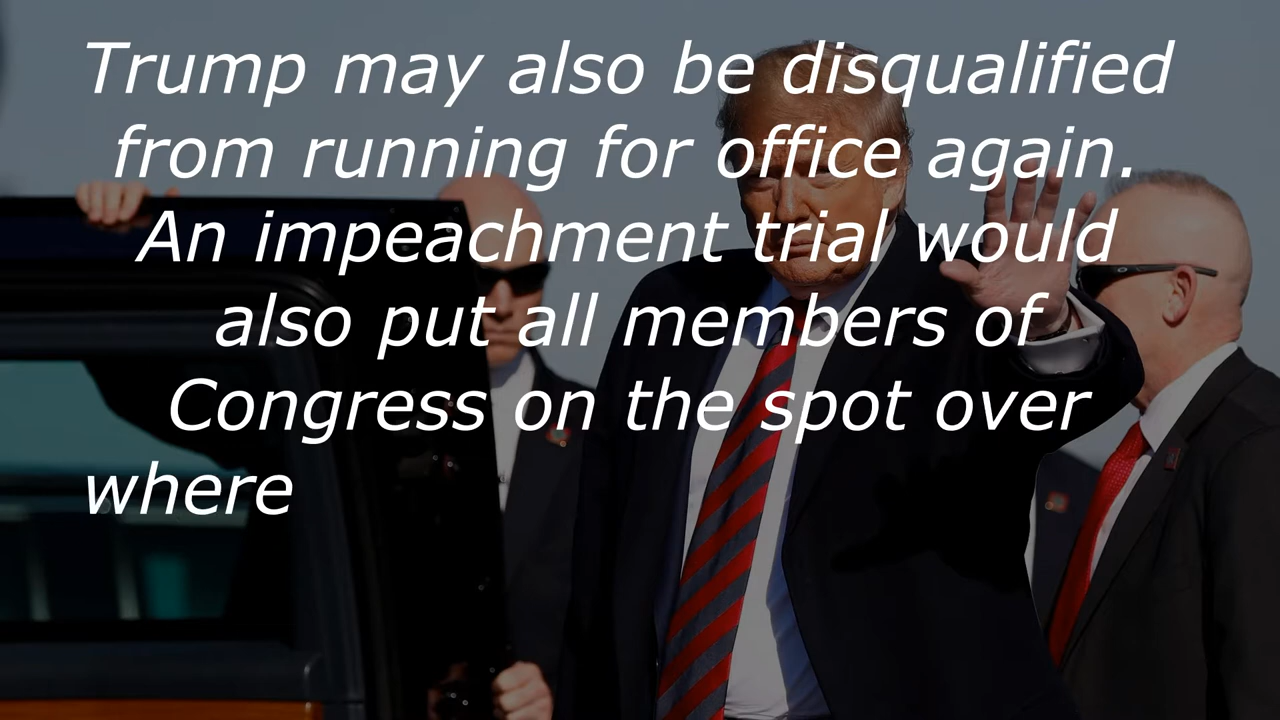 Trump may also be disqualified
from running for office again.
An impeachment trial would
also put all members of
Congress on the spot over
where